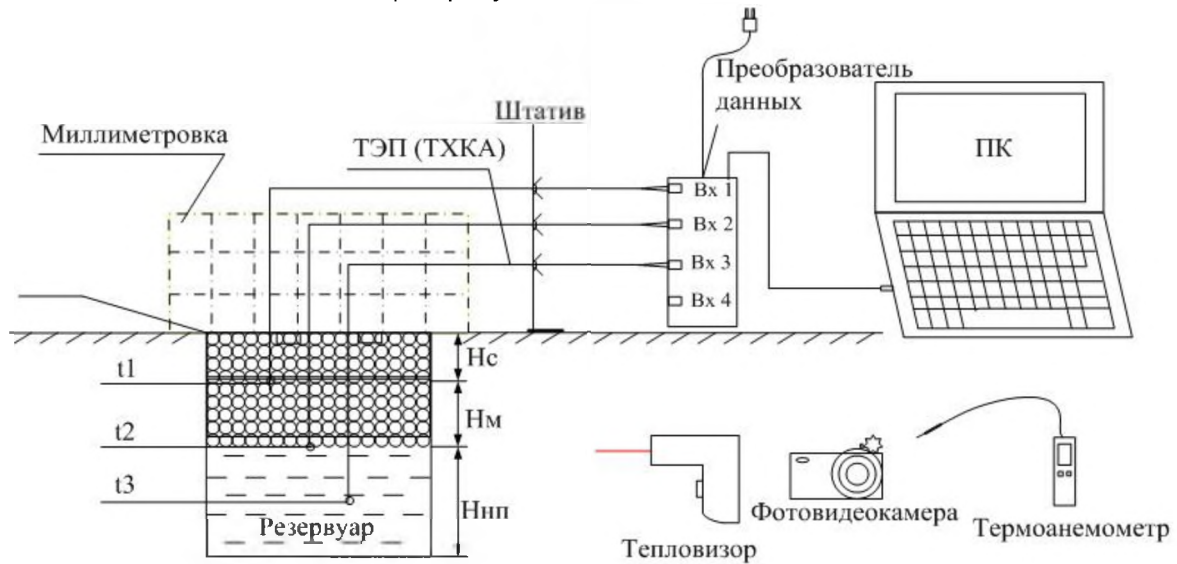 Преобразователь
данных
Штатив
Миллиметровка
ТЭП (ТХКА)
ПК
Вх 1
Вх 2
Вх 3
Вх 4
t1
t2
t3
Нс
Нм
Ннп
Резервуар
Тепловизор
Фотовидеокамера
Термоанемометр